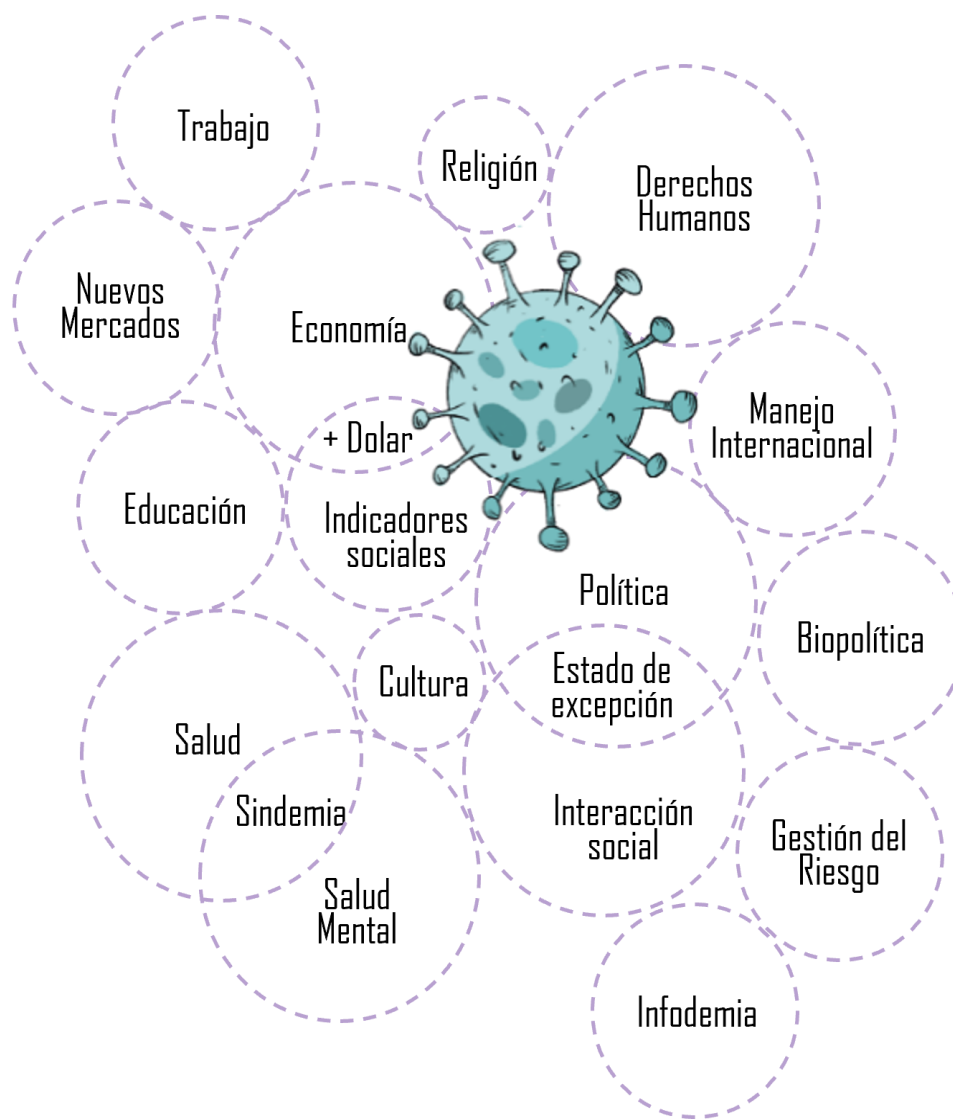 Trabajo
Religión
Derechos
Humanos
Nuevos
Mercados
Economía
+ Dolar
Manejo
Internacional
Educación
Indicadores
sociales
Política
Biopolítica
Cultura
Estado de
excepción
Salud
Sindemia
Interacción
social
Gestión del
Riesgo
Salud
Mental
Infodemia